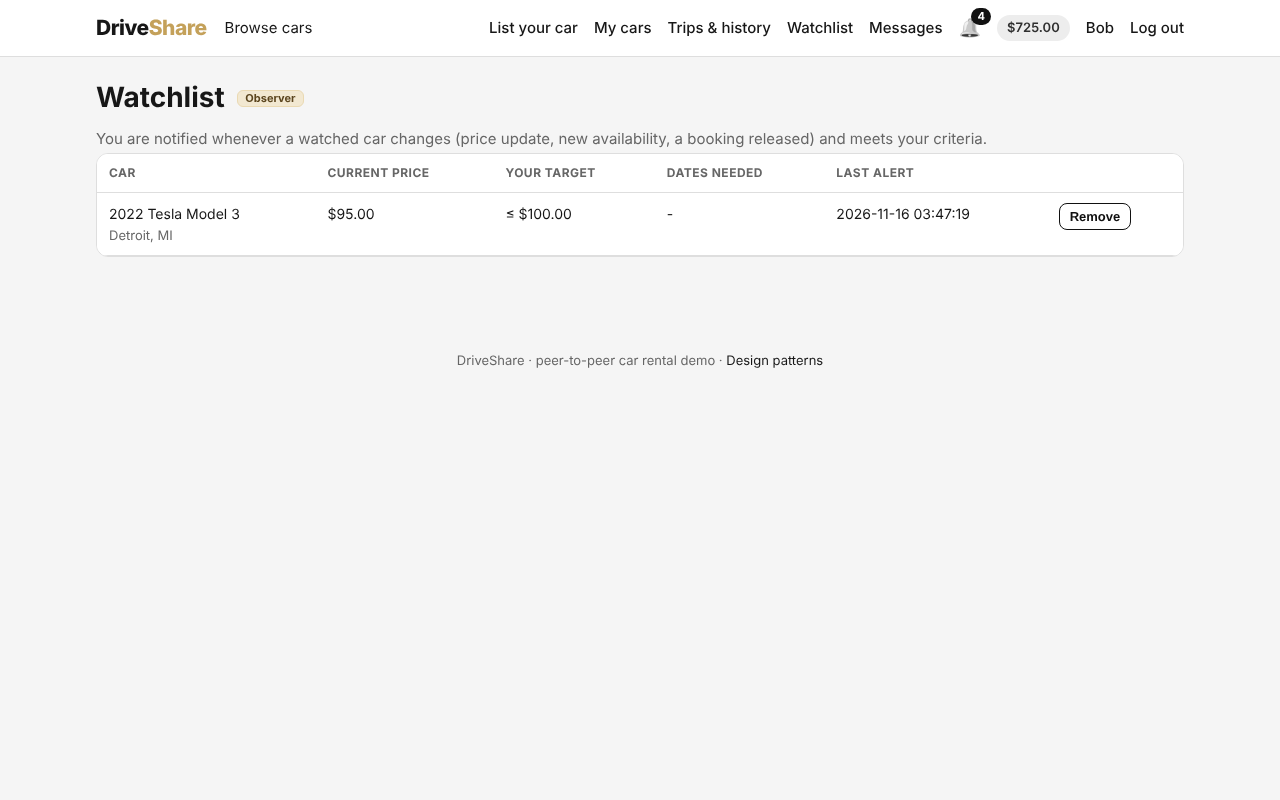 DriveShare Browse cars List your car My cars Trips & history Watchlist Messages 4 $725.00 Bob Log out
Watchlist Observer
You are notified whenever a watched car changes (price update, new availability, a booking released) and meets your criteria.
CAR CURRENT PRICE YOUR TARGET DATES NEEDED LAST ALERT
2022 Tesla Model 3 $95.00 ≤ $100.00 - 2026-11-16 03:47:19 Remove
Detroit, MI
DriveShare · peer-to-peer car rental demo · Design patterns